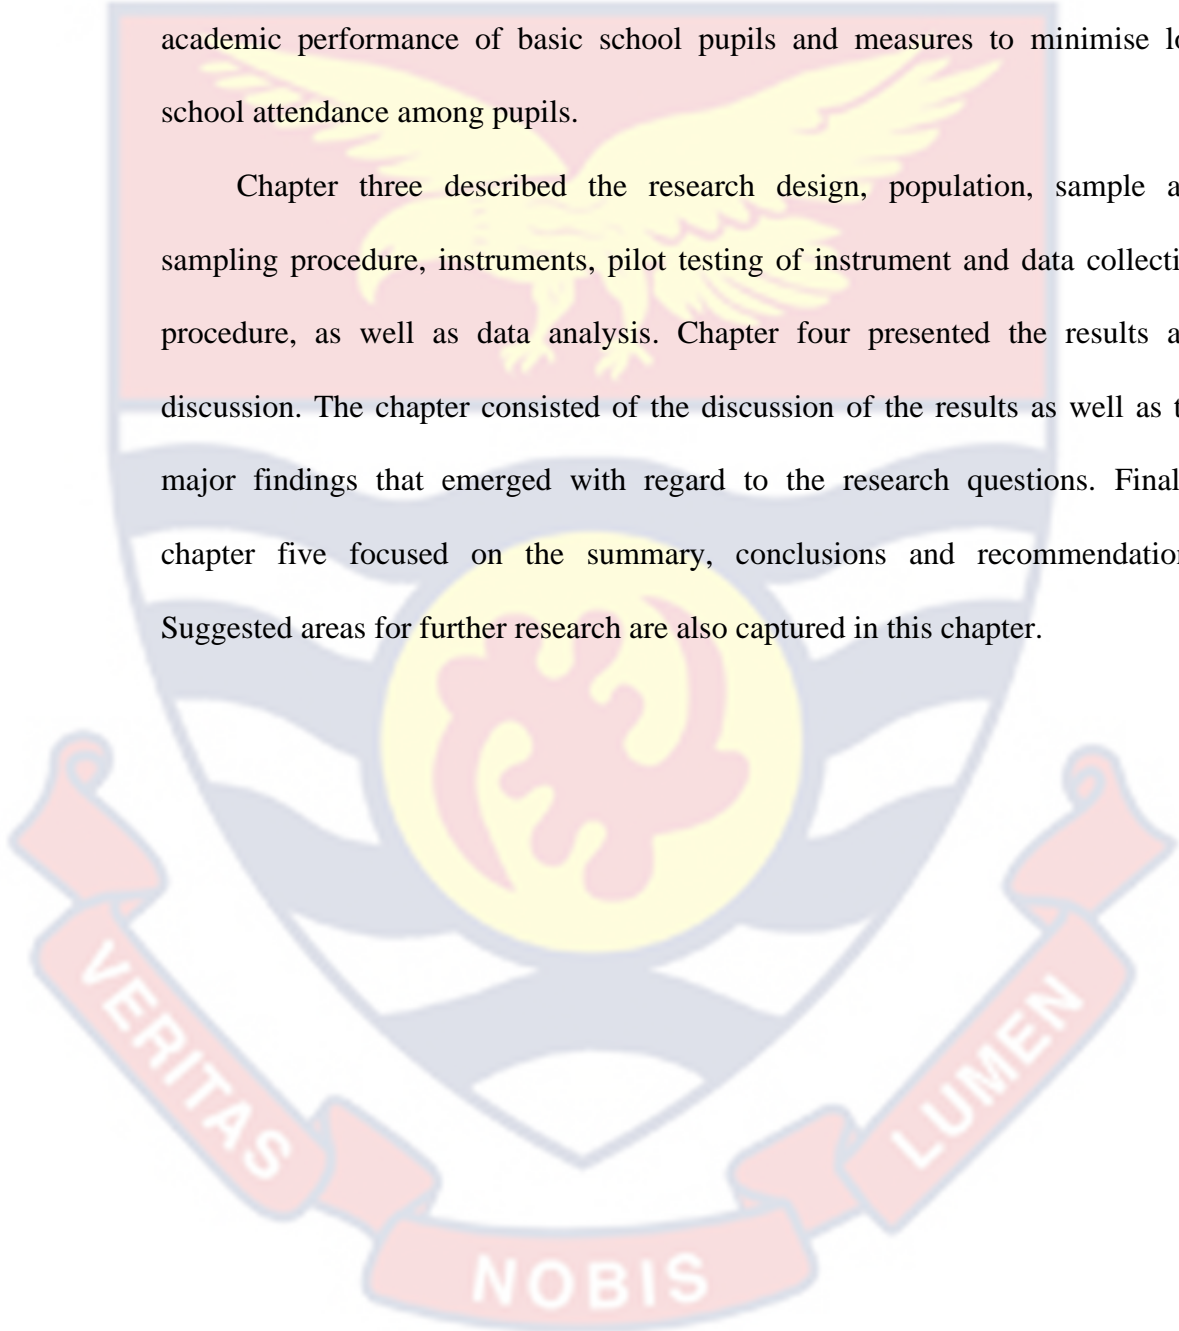 academic performance of basic school pupils and measures to minimise lo
school attendance among pupils.
Chapter three described the research design, population, sample a
sampling procedure, instruments, pilot testing of instrument and data collecti
procedure, as well as data analysis. Chapter four presented the results a
discussion. The chapter consisted of the discussion of the results as well as t
major findings that emerged with regard to the research questions. Final
chapter five focused on the summary, conclusions and recommendation
Suggested areas for further research are also captured in this chapter.
VERITAS
NOBIS
LUMEN